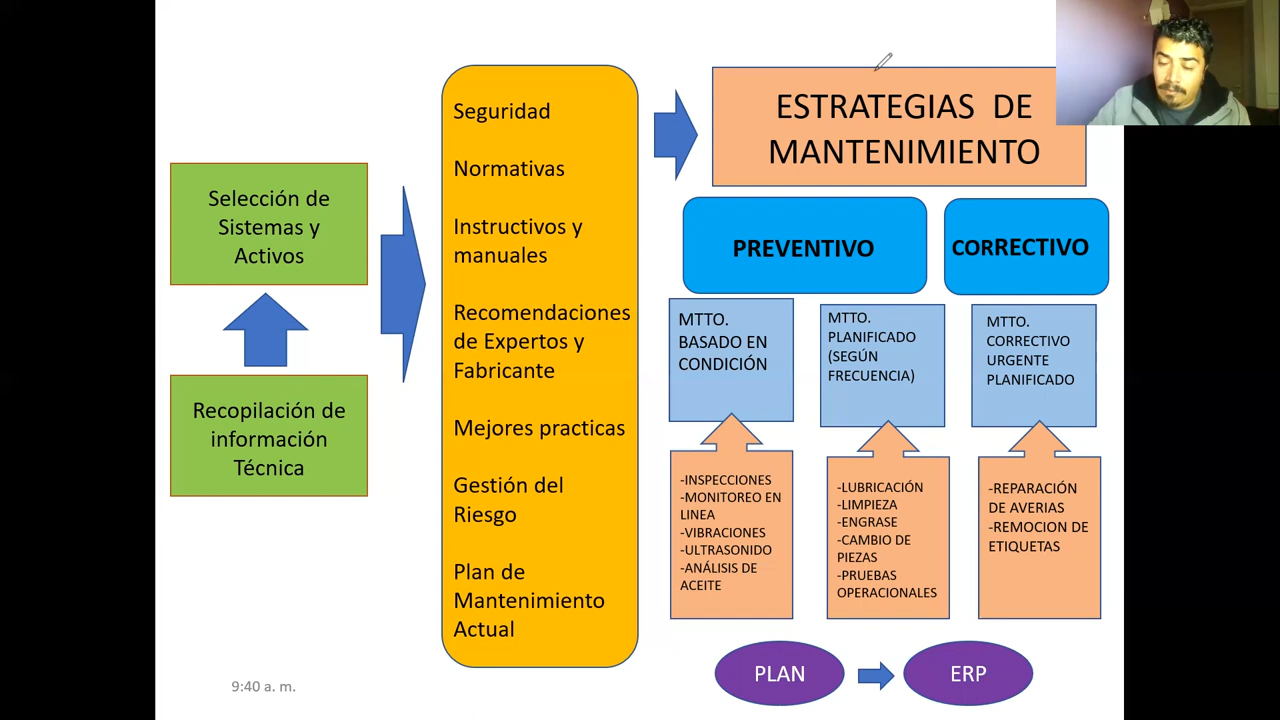 Selección de
Sistemas y
Activos
Recopilación de
información
Técnica
Seguridad
Normativas
Instructivos y
manuales
Recomendaciones
de Expertos y
Fabricante
Mejores practicas
Gestión del
Riesgo
Plan de
Mantenimiento
Actual
ESTRATEGIAS DE
MANTENIMIENTO
PREVENTIVO
CORRECTIVO
MTTO.
BASADO EN
CONDICIÓN
MTTO.
PLANIFICADO
(SEGÚN
FRECUENCIA)
MTTO.
CORRECTIVO
URGENTE
PLANIFICADO
-INSPECCIONES
-MONITOREO EN
LINEA
-VIBRACIONES
-ULTRASONIDO
-ANÁLISIS DE
ACEITE
-LUBRICACIÓN
-LIMPIEZA
-ENGRASE
-CAMBIO DE
PIEZAS
-PRUEBAS
OPERACIONALES
-REPARACIÓN
DE AVERIAS
-REMOCION DE
ETIQUETAS
PLAN
ERP
9:40 a. m.